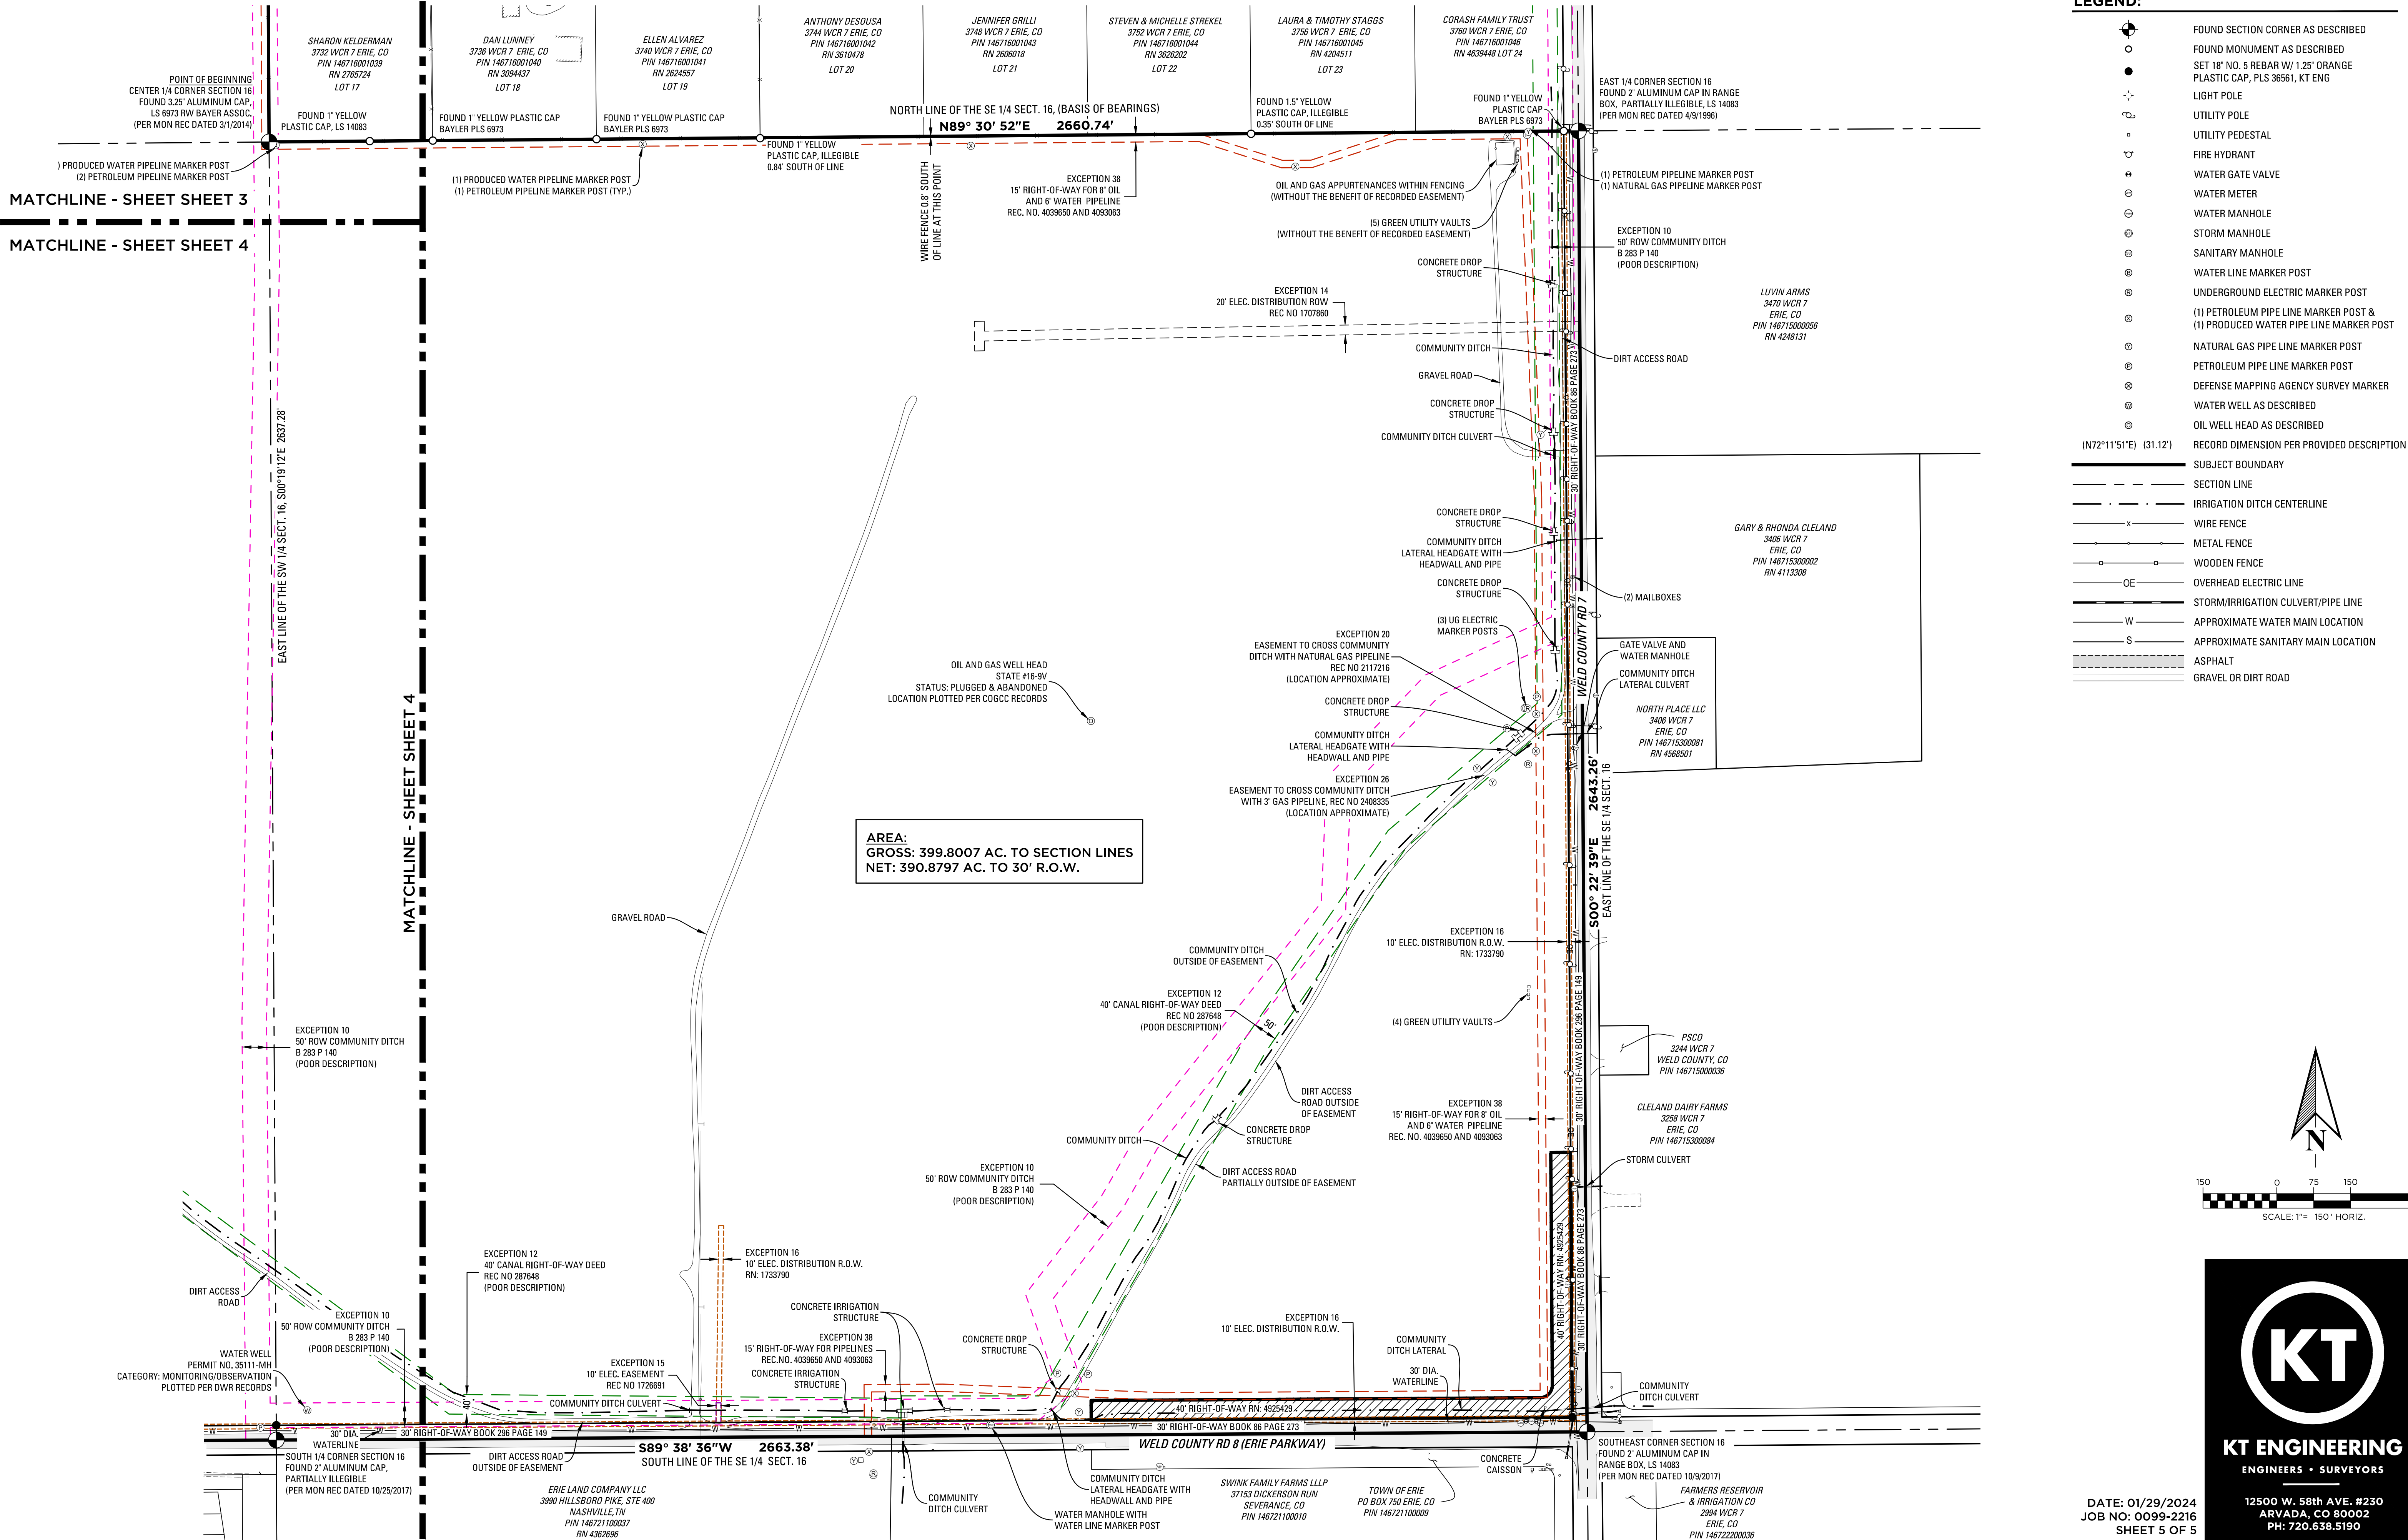 SHARON KELDERMAN
3732 WCR 7 ERIE, CO
PIN 146716001039
RN 2765724
LOT 17
DAN LUNNEY
3736 WCR 7  ERIE, CO
PIN 146716001040
RN 3094437
LOT 18
ELLEN ALVAREZ
3740 WCR 7 ERIE, CO
PIN 146716001041
RN 2624557
LOT 19
ANTHONY DESOUSA
3744 WCR 7 ERIE, CO
PIN 146716001042
RN 3610478
LOT 20
JENNIFER GRILLI
3748 WCR 7 ERIE, CO
PIN 146716001043
RN 2606018
LOT 21
STEVEN & MICHELLE STREKEL
3752 WCR 7 ERIE, CO
PIN 146716001044
RN 3626202
LOT 22
LAURA & TIMOTHY STAGGS
3756 WCR 7 ERIE, CO
PIN 146716001045
RN 4204511
LOT 23
CORASH FAMILY TRUST
3760 WCR 7 ERIE, CO
PIN 146716001046
RN 4639448 LOT 24
POINT OF BEGINNING
CENTER 1/4 CORNER SECTION 16
FOUND 3.25" ALUMINUM CAP,
LS 6973 RW BAYER ASSOC.
(PER MON REC DATED 3/1/2014)
FOUND 1" YELLOW
PLASTIC CAP, LS 14083
FOUND 1" YELLOW PLASTIC CAP
BAYLER PLS 6973
FOUND 1" YELLOW PLASTIC CAP
BAYLER PLS 6973
NORTH LINE OF THE SE 1/4 SECT. 16, (BASIS OF BEARINGS)
N89° 30' 52"E     2660.74'
FOUND 1" YELLOW
PLASTIC CAP, ILLEGIBLE
0.84' SOUTH OF LINE
FOUND 1.5" YELLOW
PLASTIC CAP, ILLEGIBLE
0.35' SOUTH OF LINE
FOUND 1" YELLOW
PLASTIC CAP
BAYLER PLS 6973
EAST 1/4 CORNER SECTION 16
FOUND 2" ALUMINUM CAP IN RANGE
BOX, PARTIALLY ILLEGIBLE, LS 14083
(PER MON REC DATED 4/9/1996)
) PRODUCED WATER PIPELINE MARKER POST
(2) PETROLEUM PIPELINE MARKER POST
MATCHLINE - SHEET SHEET 3
MATCHLINE - SHEET SHEET 4
(1) PRODUCED WATER PIPELINE MARKER POST
(1) PETROLEUM PIPELINE MARKER POST (TYP.)
WIRE FENCE 0.8' SOUTH
OF LINE AT THIS POINT
EXCEPTION 38
15' RIGHT-OF-WAY FOR 8" OIL
AND 6" WATER  PIPELINE
REC. NO. 4039650 AND 4093063
OIL AND GAS APPURTENANCES WITHIN FENCING
(WITHOUT THE BENEFIT OF RECORDED EASEMENT)
(5) GREEN UTILITY VAULTS
(WITHOUT THE BENEFIT OF RECORDED EASEMENT)
(1) PETROLEUM PIPELINE MARKER POST
(1) NATURAL GAS PIPELINE MARKER POST
EXCEPTION 10
50' ROW COMMUNITY DITCH
B 283 P 140
(POOR DESCRIPTION)
CONCRETE DROP
STRUCTURE
EXCEPTION 14
20' ELEC. DISTRIBUTION ROW
REC NO 1707860
LUVIN ARMS
3470 WCR 7
ERIE, CO
PIN 146715000056
RN 4248131
COMMUNITY DITCH
DIRT ACCESS ROAD
GRAVEL ROAD
CONCRETE DROP
STRUCTURE
COMMUNITY DITCH CULVERT
30' RIGHT-OF-WAY BOOK 86 PAGE 273
EAST LINE OF THE SW 1/4 SECT. 16, S00°19'12"E  2637.28'
MATCHLINE - SHEET SHEET 4
CONCRETE DROP
STRUCTURE
COMMUNITY DITCH
LATERAL HEADGATE WITH
HEADWALL AND PIPE
CONCRETE DROP
STRUCTURE
GARY & RHONDA CLELAND
3406 WCR 7
ERIE, CO
PIN 146715300002
RN 4113308
(2) MAILBOXES
(3) UG ELECTRIC
MARKER POSTS
WELD COUNTY RD 7
EXCEPTION 20
EASEMENT TO CROSS COMMUNITY
DITCH WITH NATURAL GAS PIPELINE
REC NO 2117216
(LOCATION APPROXIMATE)
GATE VALVE AND
WATER MANHOLE
COMMUNITY DITCH
LATERAL CULVERT
OIL AND GAS WELL HEAD
STATE #16-9V
STATUS: PLUGGED & ABANDONED
LOCATION PLOTTED PER COGCC RECORDS
CONCRETE DROP
STRUCTURE
NORTH PLACE LLC
3406 WCR 7
ERIE, CO
PIN 146715300081
RN 4568501
COMMUNITY DITCH
LATERAL HEADGATE WITH
HEADWALL AND PIPE
EXCEPTION 26
EASEMENT TO CROSS COMMUNITY DITCH
WITH 3" GAS PIPELINE, REC NO 2408335
(LOCATION APPROXIMATE)
S00° 22' 39"E     2643.26'
EAST LINE OF THE SE 1/4 SECT. 16
AREA:
GROSS: 399.8007 AC. TO SECTION LINES
NET: 390.8797 AC. TO 30' R.O.W.
GRAVEL ROAD
COMMUNITY DITCH
OUTSIDE OF EASEMENT
EXCEPTION 16
10' ELEC. DISTRIBUTION R.O.W.
RN: 1733790
EXCEPTION 12
40' CANAL RIGHT-OF-WAY DEED
REC NO 287648
(POOR DESCRIPTION)
50'
(4) GREEN UTILITY VAULTS
30' RIGHT-OF-WAY BOOK 296 PAGE 149
EXCEPTION 10
50' ROW COMMUNITY DITCH
B 283 P 140
(POOR DESCRIPTION)
PSCO
3244 WCR 7
WELD COUNTY, CO
PIN 146715000036
DIRT ACCESS
ROAD OUTSIDE
OF EASEMENT
EXCEPTION 38
15' RIGHT-OF-WAY FOR 8" OIL
AND 6" WATER  PIPELINE
REC. NO. 4039650 AND 4093063
CLELAND DAIRY FARMS
3258 WCR 7
ERIE, CO
PIN 146715300084
CONCRETE DROP
STRUCTURE
COMMUNITY DITCH
STORM CULVERT
EXCEPTION 10
50' ROW COMMUNITY DITCH
B 283 P 140
(POOR DESCRIPTION)
DIRT ACCESS ROAD
PARTIALLY OUTSIDE OF EASEMENT
40' RIGHT-OF-WAY RN: 4925429
30' RIGHT-OF-WAY BOOK 86 PAGE 273
EXCEPTION 12
40' CANAL RIGHT-OF-WAY DEED
REC NO 287648
(POOR DESCRIPTION)
EXCEPTION 16
10' ELEC. DISTRIBUTION R.O.W.
RN: 1733790
DIRT ACCESS
ROAD
EXCEPTION 10
50' ROW COMMUNITY DITCH
B 283 P 140
(POOR DESCRIPTION)
CONCRETE IRRIGATION
STRUCTURE
EXCEPTION 38
15' RIGHT-OF-WAY FOR PIPELINES
REC.NO. 4039650 AND 4093063
CONCRETE IRRIGATION
STRUCTURE
CONCRETE DROP
STRUCTURE
EXCEPTION 16
10' ELEC. DISTRIBUTION R.O.W.
COMMUNITY
DITCH LATERAL
30" DIA.
WATERLINE
WATER WELL
PERMIT NO. 35111-MH
CATEGORY: MONITORING/OBSERVATION
PLOTTED PER DWR RECORDS
EXCEPTION 15
10' ELEC. EASEMENT
REC NO 1726691
40'
COMMUNITY DITCH CULVERT
COMMUNITY
DITCH CULVERT
40' RIGHT-OF-WAY RN: 4925429
30' RIGHT-OF-WAY BOOK 86 PAGE 273
30" DIA.
WATERLINE
30' RIGHT-OF-WAY BOOK 296 PAGE 149
S89° 38' 36"W     2663.38'
SOUTH LINE OF THE SE 1/4  SECT. 16
WELD COUNTY RD 8 (ERIE PARKWAY)
SOUTH 1/4 CORNER SECTION 16
FOUND 2" ALUMINUM CAP,
PARTIALLY ILLEGIBLE
(PER MON REC DATED 10/25/2017)
DIRT ACCESS ROAD
OUTSIDE OF EASEMENT
SOUTHEAST CORNER SECTION 16
FOUND 2" ALUMINUM CAP IN
RANGE BOX, LS 14083
(PER MON REC DATED 10/9/2017)
CONCRETE
CAISSON
ERIE LAND COMPANY LLC
3990 HILLSBORO PIKE, STE 400
NASHVILLE,TN
PIN 146721100037
RN 4362696
COMMUNITY
DITCH CULVERT
COMMUNITY DITCH
LATERAL HEADGATE WITH
HEADWALL AND PIPE
WATER MANHOLE WITH
WATER LINE MARKER POST
SWINK FAMILY FARMS LLLP
37153 DICKERSON RUN
SEVERANCE, CO
PIN 146721100010
TOWN OF ERIE
PO BOX 750 ERIE, CO
PIN 146721100009
FARMERS RESERVOIR
& IRRIGATION CO
2994 WCR 7
ERIE, CO
PIN 146722200036
LEGEND:
FOUND SECTION CORNER AS DESCRIBED
FOUND MONUMENT AS DESCRIBED
SET 18" NO. 5 REBAR W/ 1.25" ORANGE
PLASTIC CAP, PLS 36561, KT ENG
LIGHT POLE
UTILITY POLE
UTILITY PEDESTAL
FIRE HYDRANT
WATER GATE VALVE
WATER METER
WATER MANHOLE
STORM MANHOLE
SANITARY MANHOLE
WATER LINE MARKER POST
UNDERGROUND ELECTRIC MARKER POST
(1) PETROLEUM PIPE LINE MARKER POST &
(1) PRODUCED WATER PIPE LINE MARKER POST
NATURAL GAS PIPE LINE MARKER POST
PETROLEUM PIPE LINE MARKER POST
DEFENSE MAPPING AGENCY SURVEY MARKER
WATER WELL AS DESCRIBED
OIL WELL HEAD AS DESCRIBED
(N72°11'51"E)  (31.12')  RECORD DIMENSION PER PROVIDED DESCRIPTION
SUBJECT BOUNDARY
SECTION LINE
IRRIGATION DITCH CENTERLINE
WIRE FENCE
METAL FENCE
WOODEN FENCE
OE OVERHEAD ELECTRIC LINE
STORM/IRRIGATION CULVERT/PIPE LINE
W APPROXIMATE WATER MAIN LOCATION
S APPROXIMATE SANITARY MAIN LOCATION
ASPHALT
GRAVEL OR DIRT ROAD
N
150 0 75 150
SCALE: 1"= 150' HORIZ.
KT
KT ENGINEERING
ENGINEERS • SURVEYORS
12500 W. 58th AVE. #230
ARVADA, CO 80002
PH: 720.638.5190
DATE: 01/29/2024
JOB NO: 0099-2216
SHEET 5 OF 5